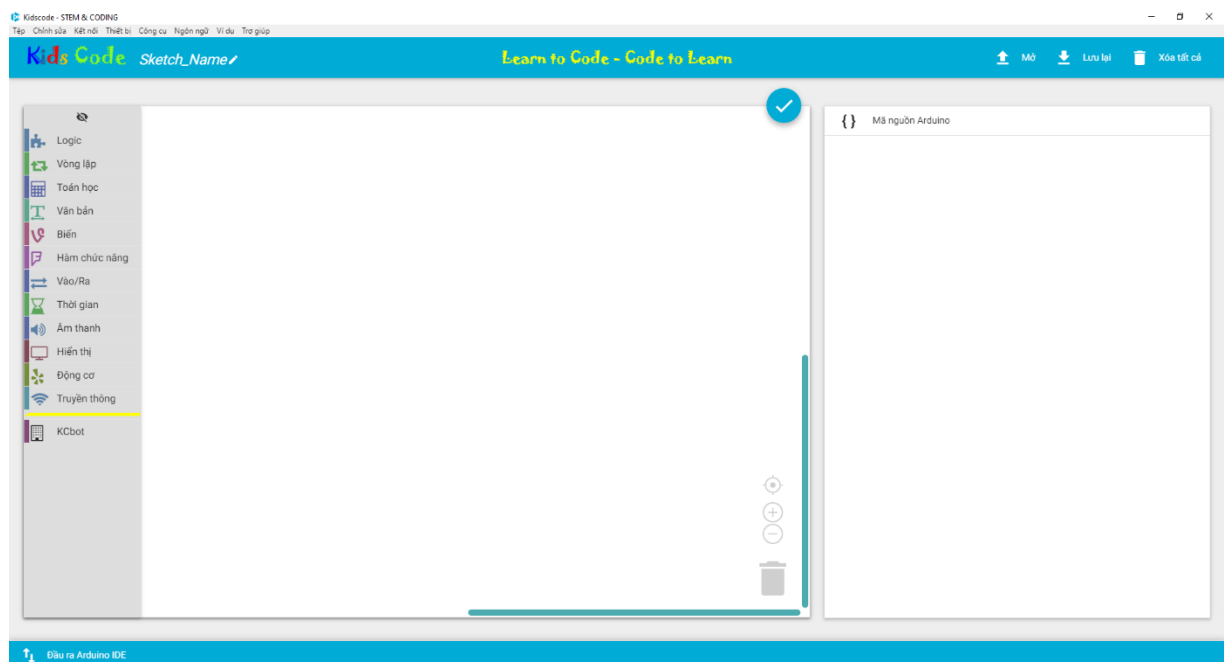 Kidscode - STEM & CODING
Tệp Chỉnh sửa Kết nối Thiết bị Công cụ Ngôn ngữ Ví dụ Trợ giúp
Kids Code Sketch_Name Learn to Code - Code to Learn Mở Lưu lại Xóa tất cả
{ } Mã nguồn Arduino
Logic
Vòng lặp
Toán học
Văn bản
Biến
Hàm chức năng
Vào/Ra
Thời gian
Âm thanh
Hiển thị
Động cơ
Truyền thông
KCbot
Đầu ra Arduino IDE